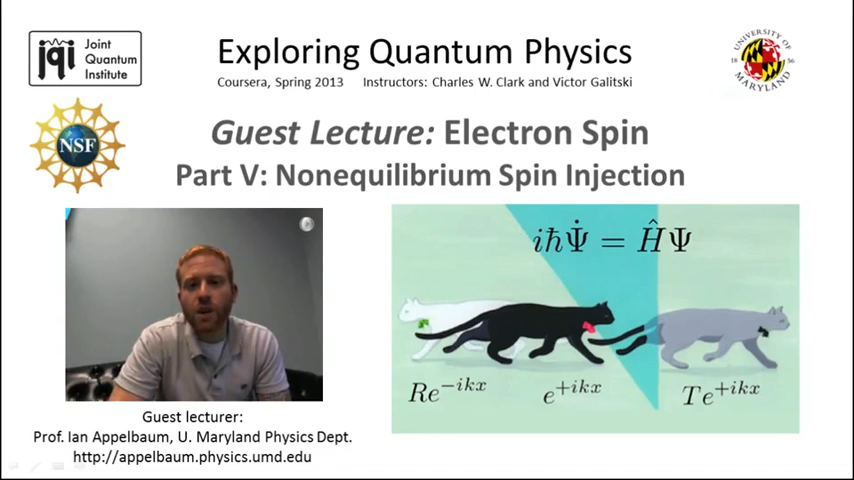 Joint
Quantum
Institute
jqi
Exploring Quantum Physics
Coursera, Spring 2013 Instructors: Charles W. Clark and Victor Galitski
UNIVERSITY OF
18 56
MARYLAND
NSF
Guest Lecture: Electron Spin
Part V: Nonequilibrium Spin Injection
iħΨ̇ = ĤΨ
Re^{-ikx} e^{+ikx} Te^{+ikx}
Guest lecturer:
Prof. Ian Appelbaum, U. Maryland Physics Dept.
http://appelbaum.physics.umd.edu